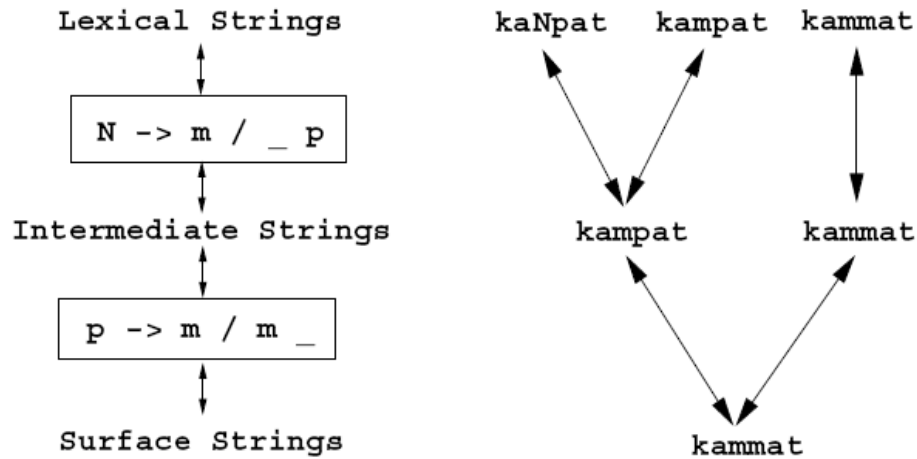 Lexical Strings
N -> m / _ p
Intermediate Strings
p -> m / m _
Surface Strings
kaNpat kampat kammat
kampat kammat
kammat